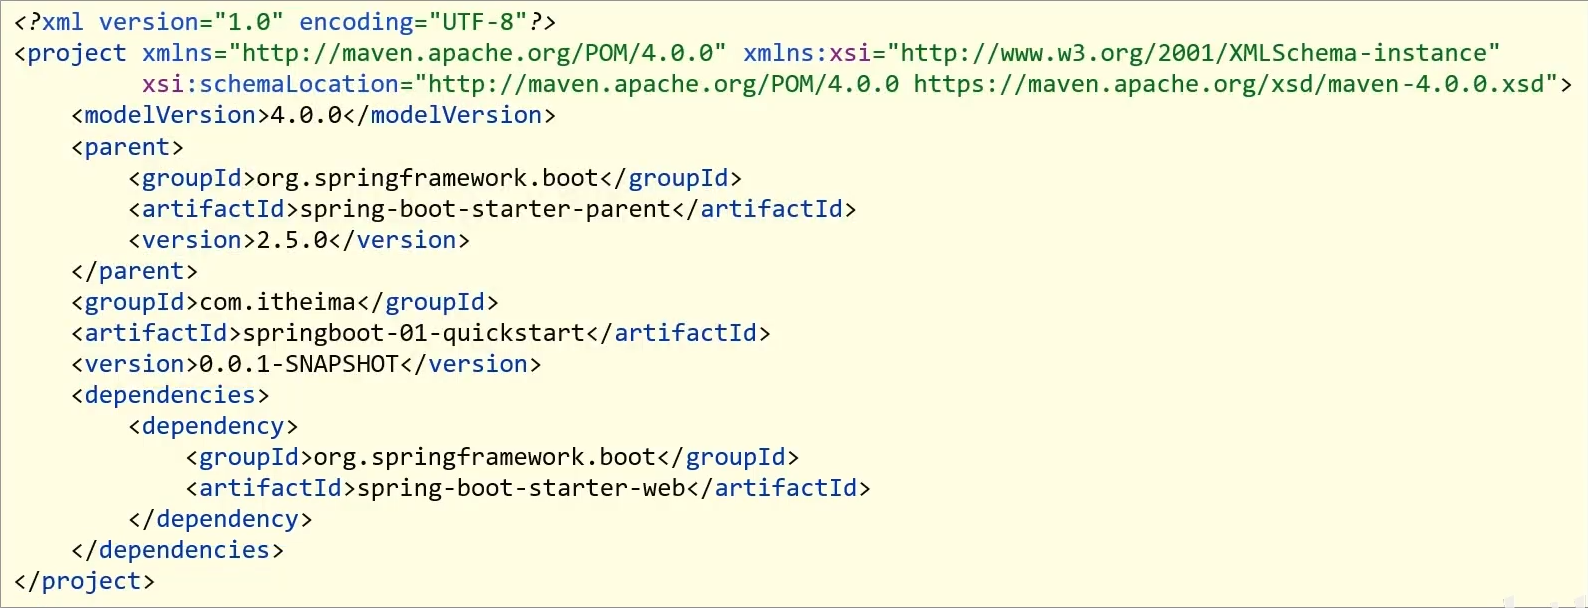 <?xml version="1.0" encoding="UTF-8"?>
<project xmlns="http://maven.apache.org/POM/4.0.0" xmlns:xsi="http://www.w3.org/2001/XMLSchema-instance"
         xsi:schemaLocation="http://maven.apache.org/POM/4.0.0 https://maven.apache.org/xsd/maven-4.0.0.xsd">
    <modelVersion>4.0.0</modelVersion>
    <parent>
        <groupId>org.springframework.boot</groupId>
        <artifactId>spring-boot-starter-parent</artifactId>
        <version>2.5.0</version>
    </parent>
    <groupId>com.itheima</groupId>
    <artifactId>springboot-01-quickstart</artifactId>
    <version>0.0.1-SNAPSHOT</version>
    <dependencies>
        <dependency>
            <groupId>org.springframework.boot</groupId>
            <artifactId>spring-boot-starter-web</artifactId>
        </dependency>
    </dependencies>
</project>